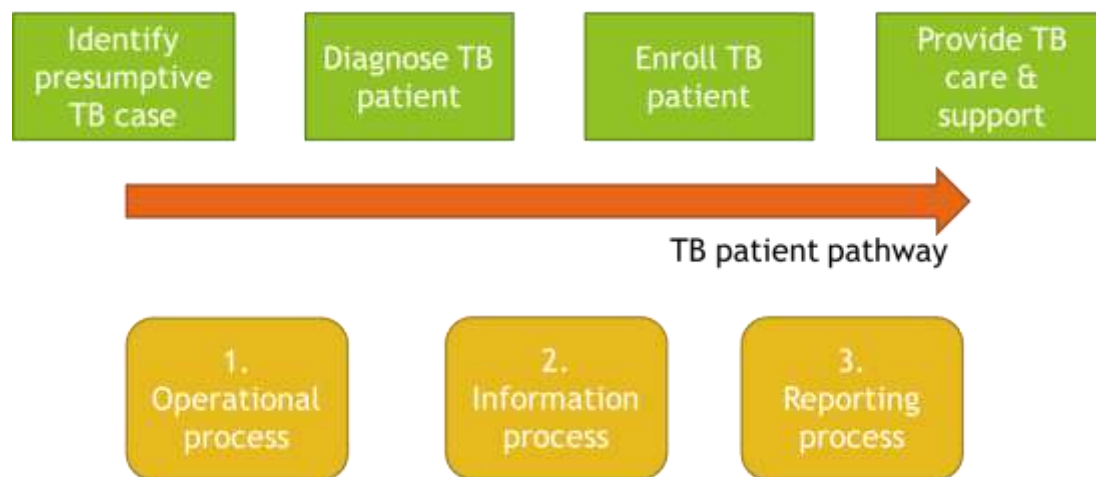 Identify
presumptive
TB case
Diagnose TB
patient
Enroll TB
patient
Provide TB
care &
support
TB patient pathway
1.
Operational
process
2.
Information
process
3.
Reporting
process